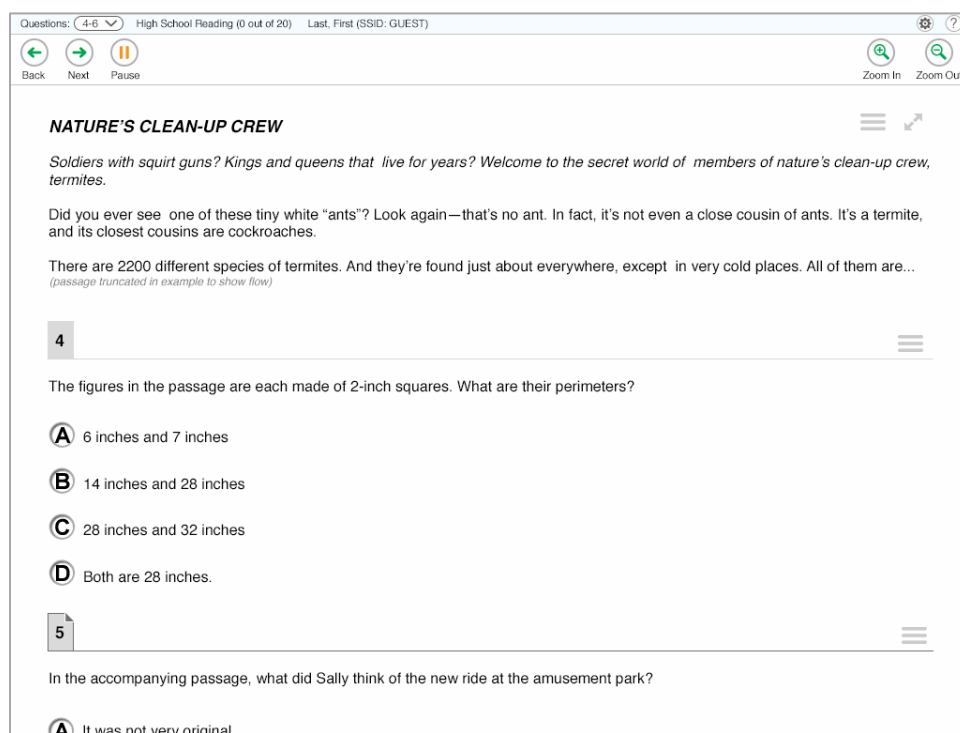 Questions: 4-6 High School Reading (0 out of 20) Last, First (SSID: GUEST) ?
Back Next Pause Zoom In Zoom Out
NATURE'S CLEAN-UP CREW
Soldiers with squirt guns? Kings and queens that live for years? Welcome to the secret world of members of nature's clean-up crew,
termites.
Did you ever see one of these tiny white “ants”? Look again—that's no ant. In fact, it's not even a close cousin of ants. It's a termite,
and its closest cousins are cockroaches.
There are 2200 different species of termites. And they're found just about everywhere, except in very cold places. All of them are...
(passage truncated in example to show flow)
4
The figures in the passage are each made of 2-inch squares. What are their perimeters?
A 6 inches and 7 inches
B 14 inches and 28 inches
C 28 inches and 32 inches
D Both are 28 inches.
5
In the accompanying passage, what did Sally think of the new ride at the amusement park?
A It was not very original